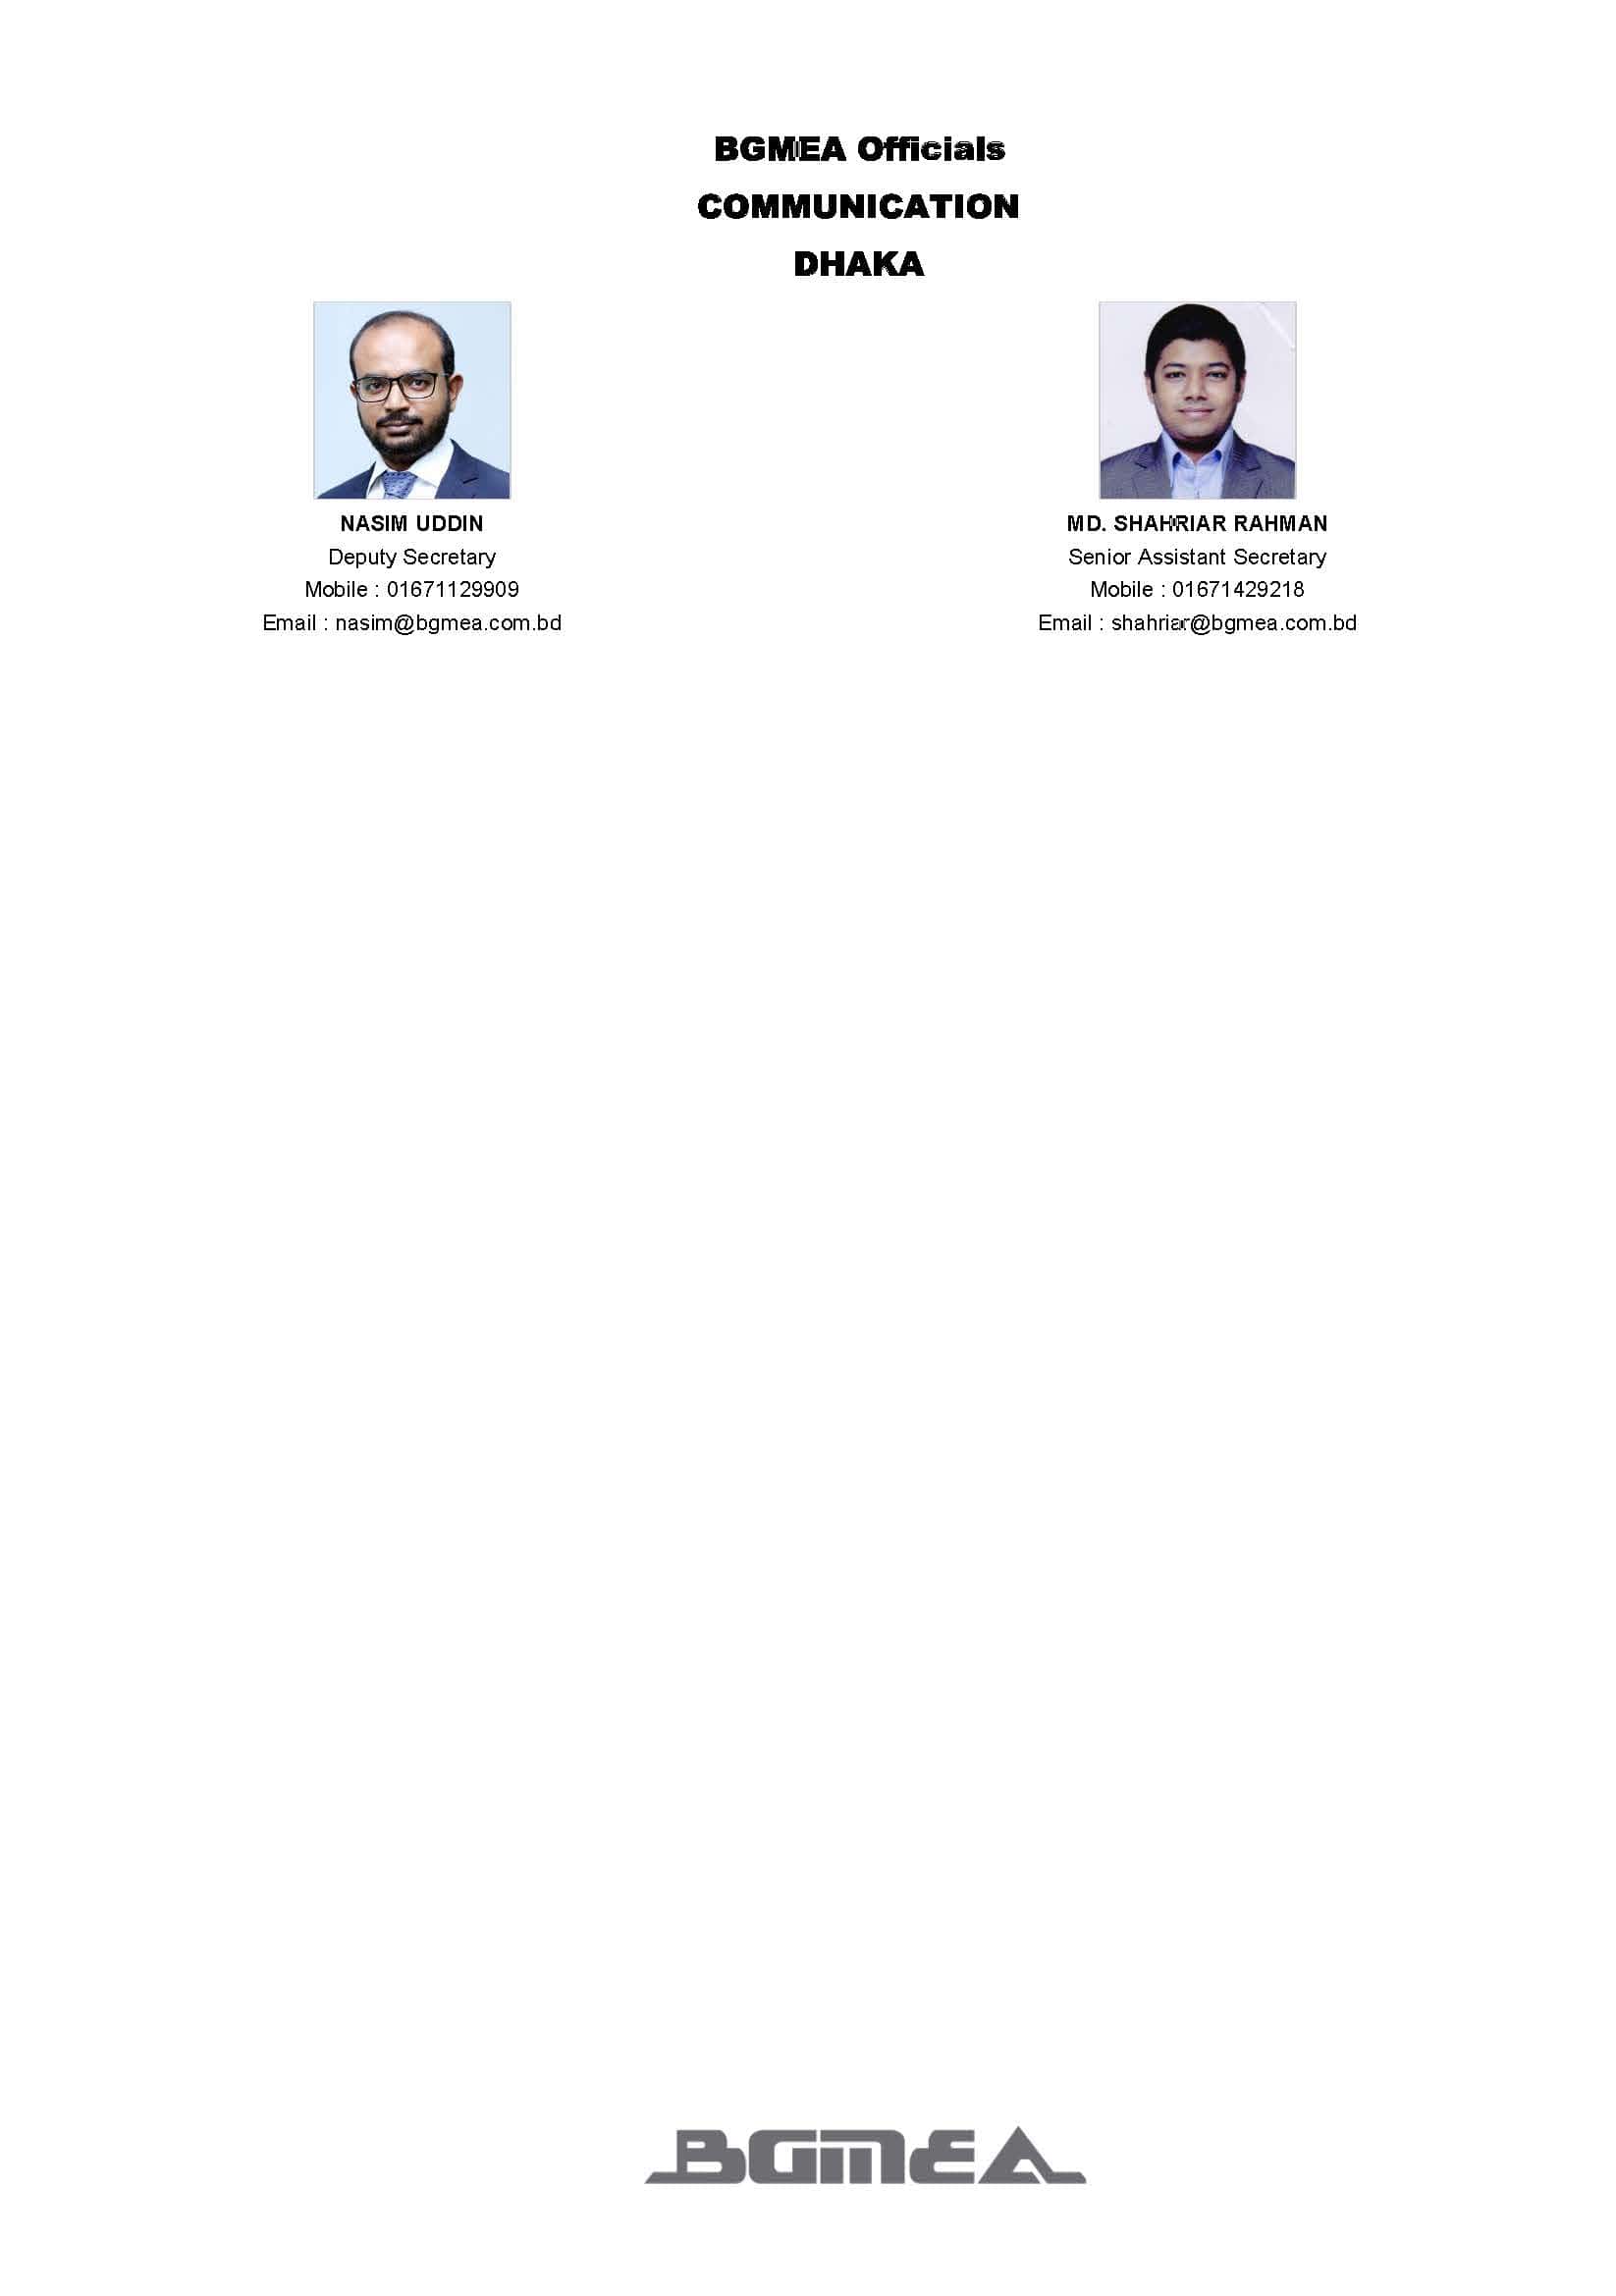 BGMEA Officials
COMMUNICATION
DHAKA
NASIM UDDIN
Deputy Secretary
Mobile : 01671129909
Email : nasim@bgmea.com.bd
MD. SHAHRIAR RAHMAN
Senior Assistant Secretary
Mobile : 01671429218
Email : shahriar@bgmea.com.bd
BGMEA